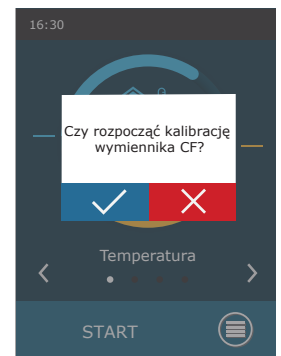 16:30
Czy rozpocząć kalibrację
wymiennika CF?
Temperatura
START